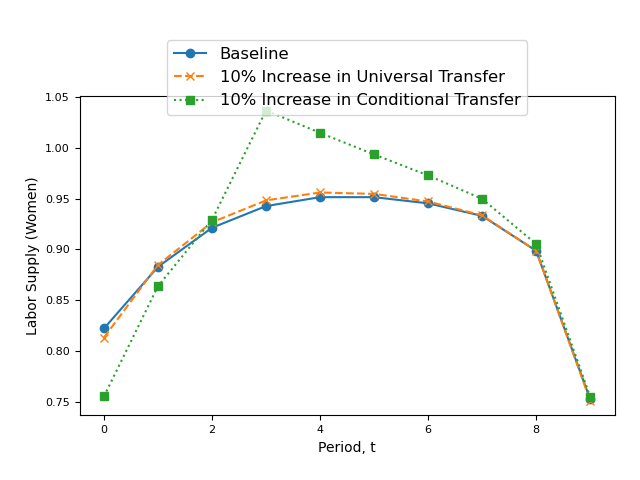 Baseline
10% Increase in Universal Transfer
10% Increase in Conditional Transfer
1.05
1.00
0.95
0.90
0.85
0.80
0.75
Labor Supply (Women)
0 2 4 6 8
Period, t